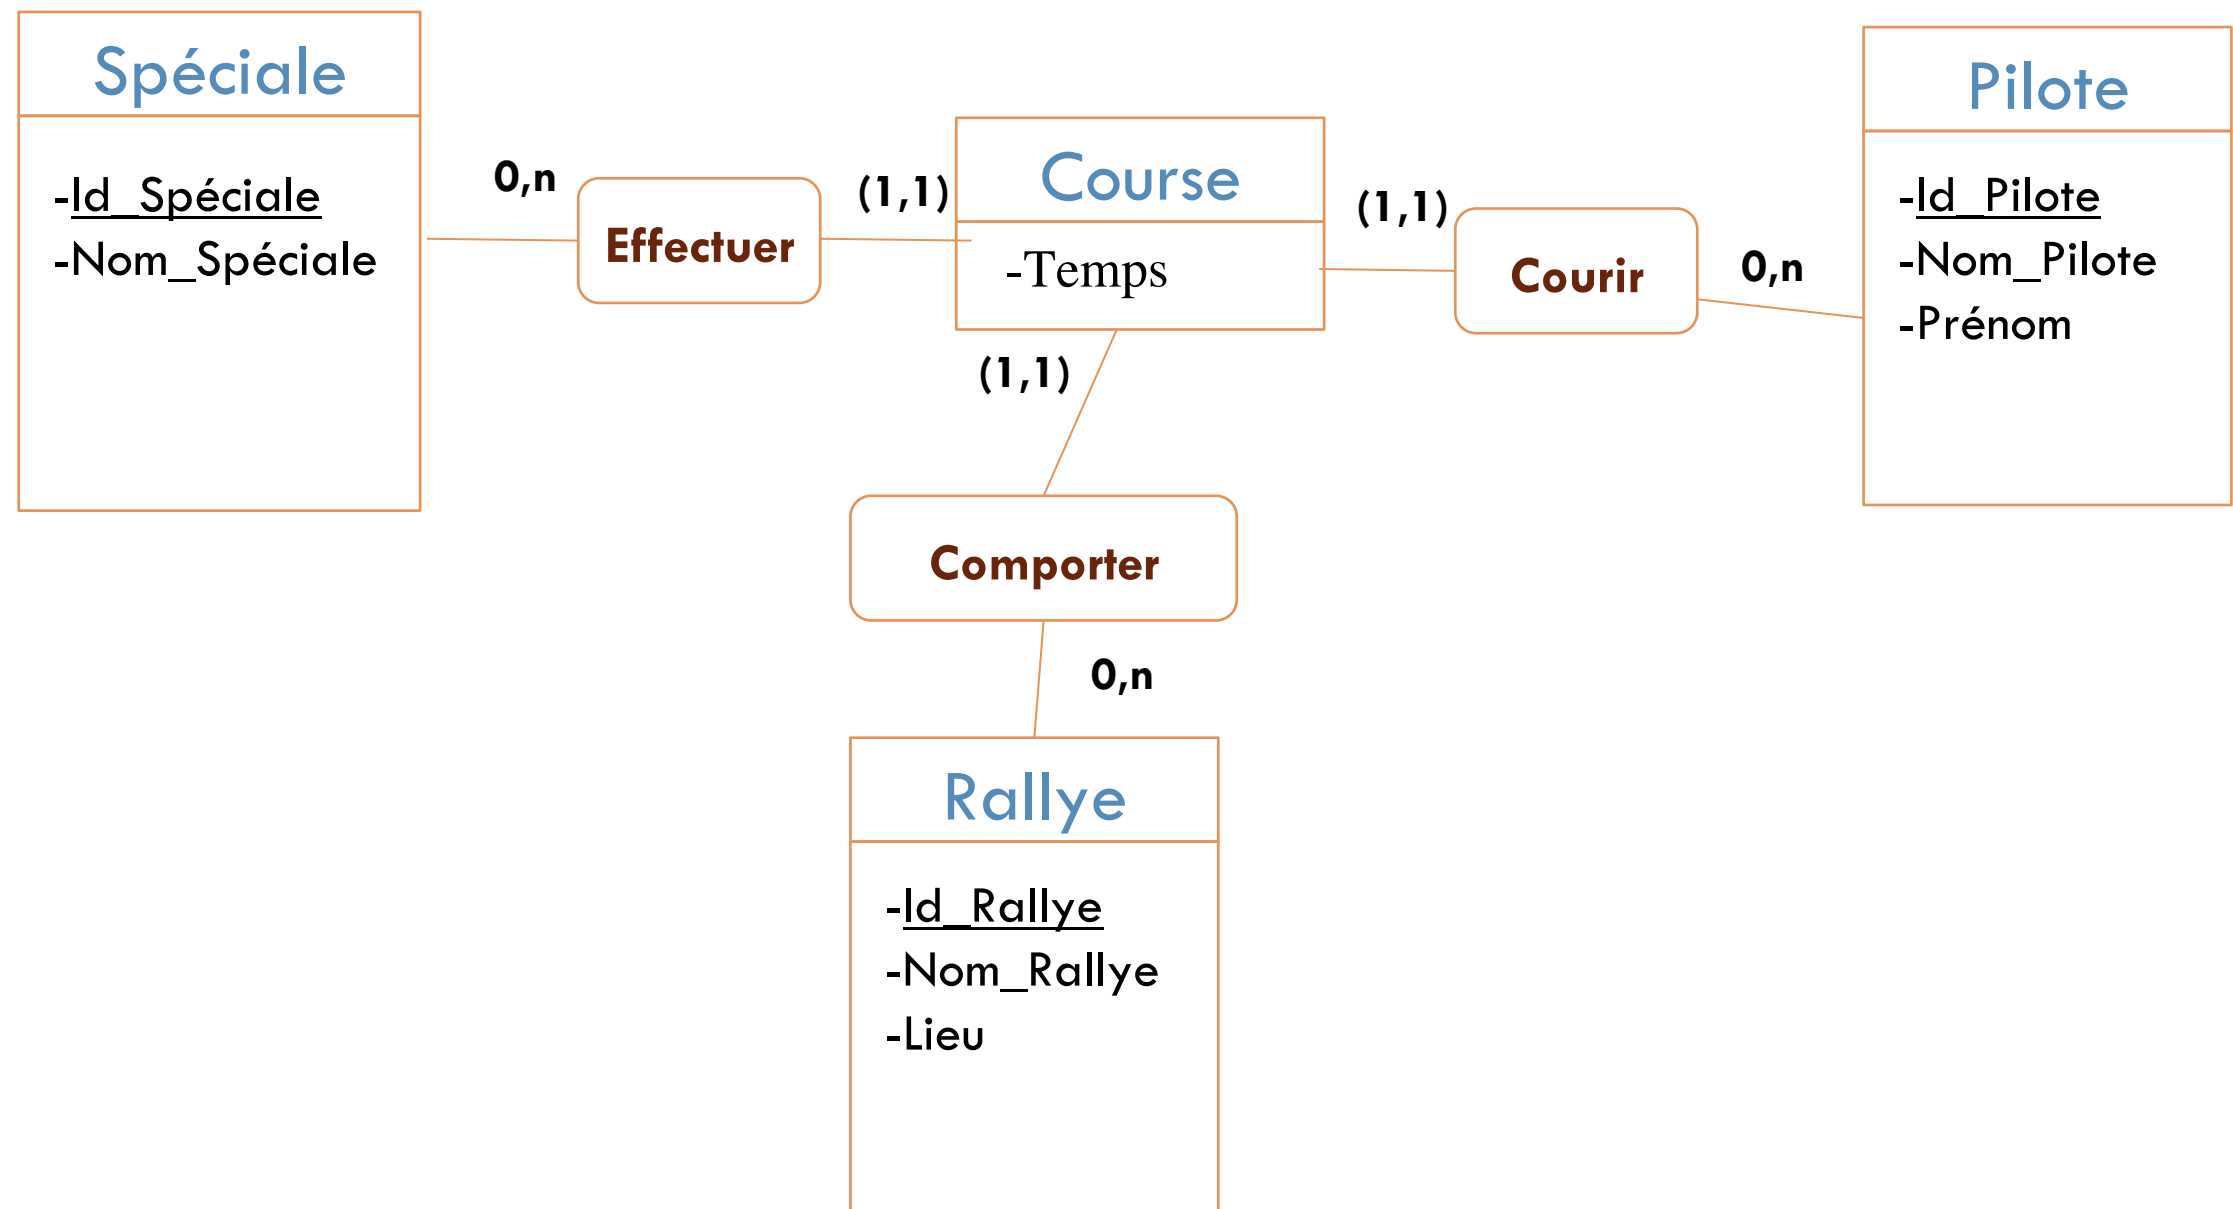 Spéciale
-Id_Spéciale
-Nom_Spéciale
0,n
Effectuer
(1,1)
Course
-Temps
(1,1)
Courir
0,n
Pilote
-Id_Pilote
-Nom_Pilote
-Prénom
(1,1)
Comporter
0,n
Rallye
-Id_Rallye
-Nom_Rallye
-Lieu